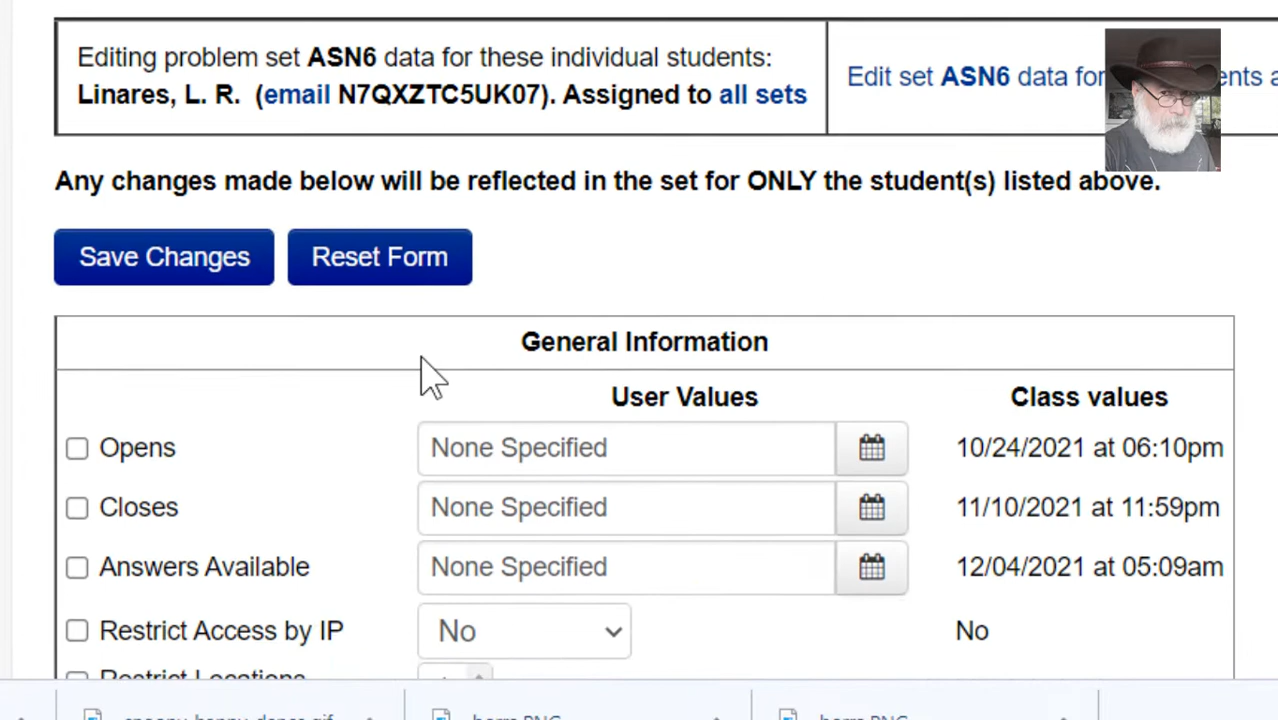 Editing problem set ASN6 data for these individual students:
Linares, L. R. (email N7QXZTC5UK07). Assigned to all sets
Edit set ASN6 data for
Any changes made below will be reflected in the set for ONLY the student(s) listed above.
Save Changes
Reset Form
General Information
User Values
Class values
Opens
None Specified
10/24/2021 at 06:10pm
Closes
None Specified
11/10/2021 at 11:59pm
Answers Available
None Specified
12/04/2021 at 05:09am
Restrict Access by IP
No
No
Restrict Locations